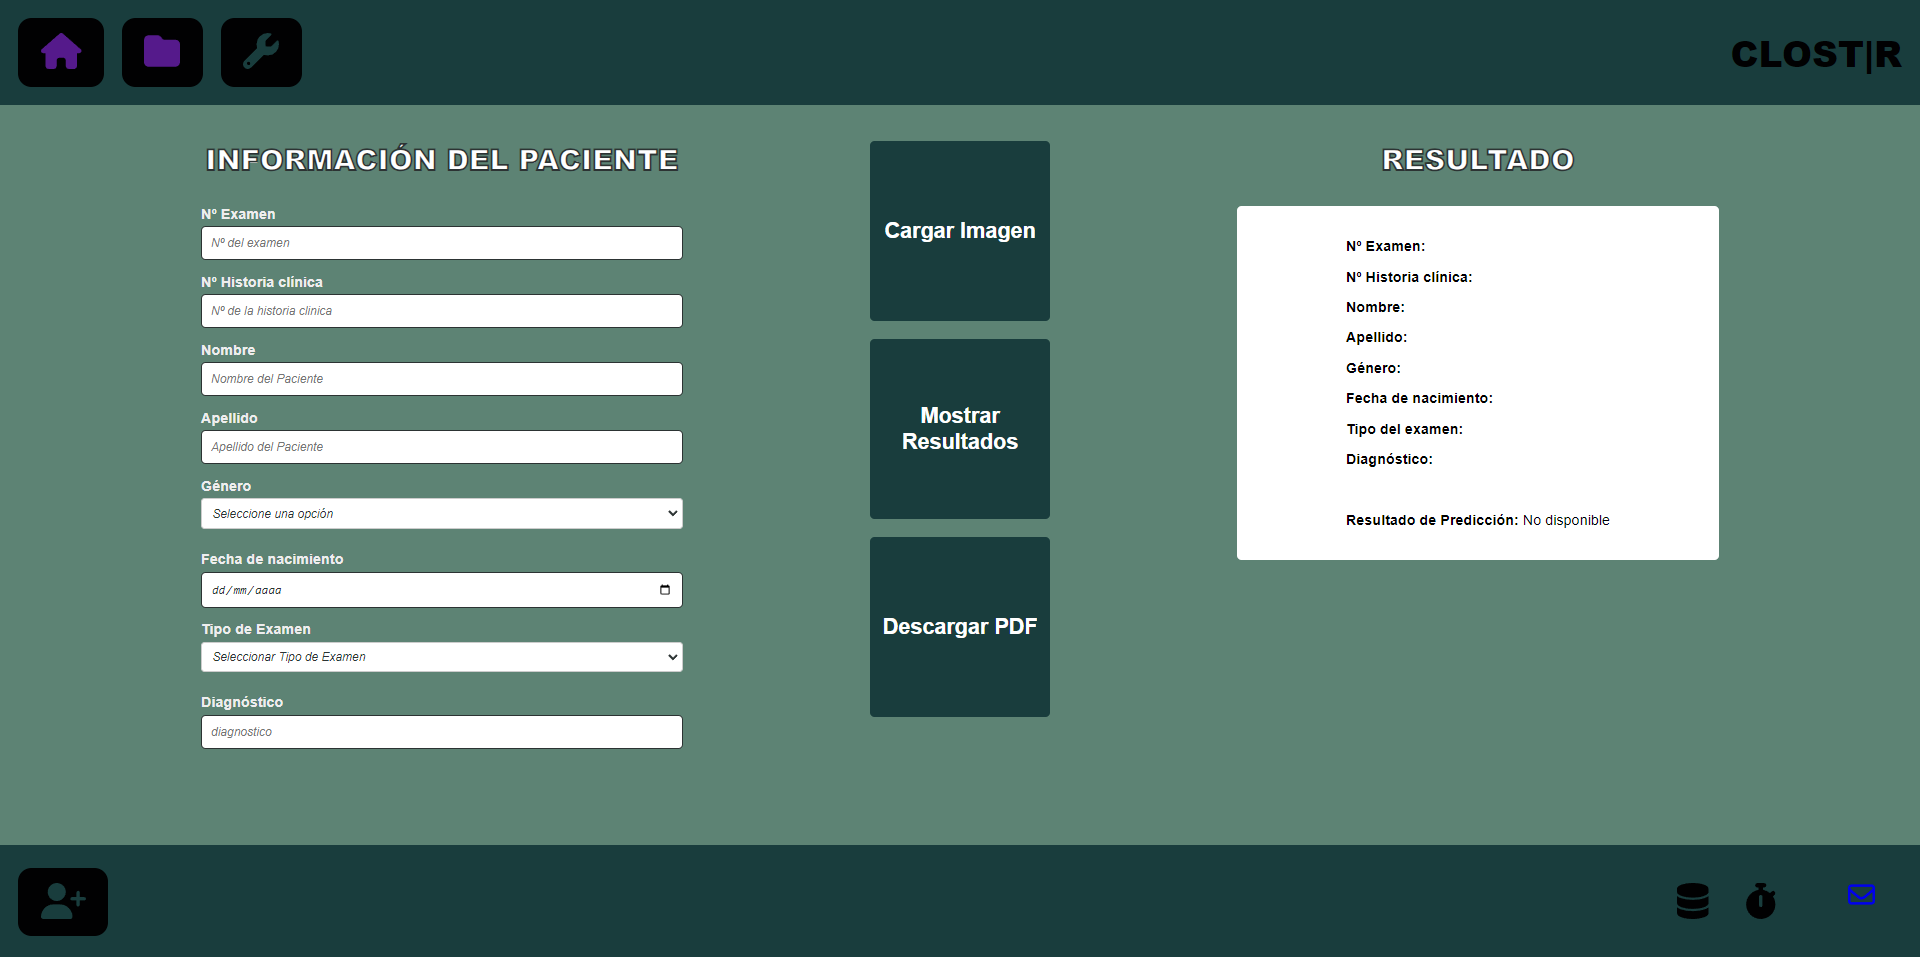 CLOST|R
INFORMACIÓN DEL PACIENTE
Nº Examen
Nº del examen
Nº Historia clínica
Nº de la historia clinica
Nombre
Nombre del Paciente
Apellido
Apellido del Paciente
Género
Seleccione una opción
Fecha de nacimiento
dd/mm/aaaa
Tipo de Examen
Seleccionar Tipo de Examen
Diagnóstico
diagnostico
Cargar Imagen
Mostrar
Resultados
Descargar PDF
RESULTADO
Nº Examen:
Nº Historia clínica:
Nombre:
Apellido:
Género:
Fecha de nacimiento:
Tipo del examen:
Diagnóstico:
Resultado de Predicción: No disponible